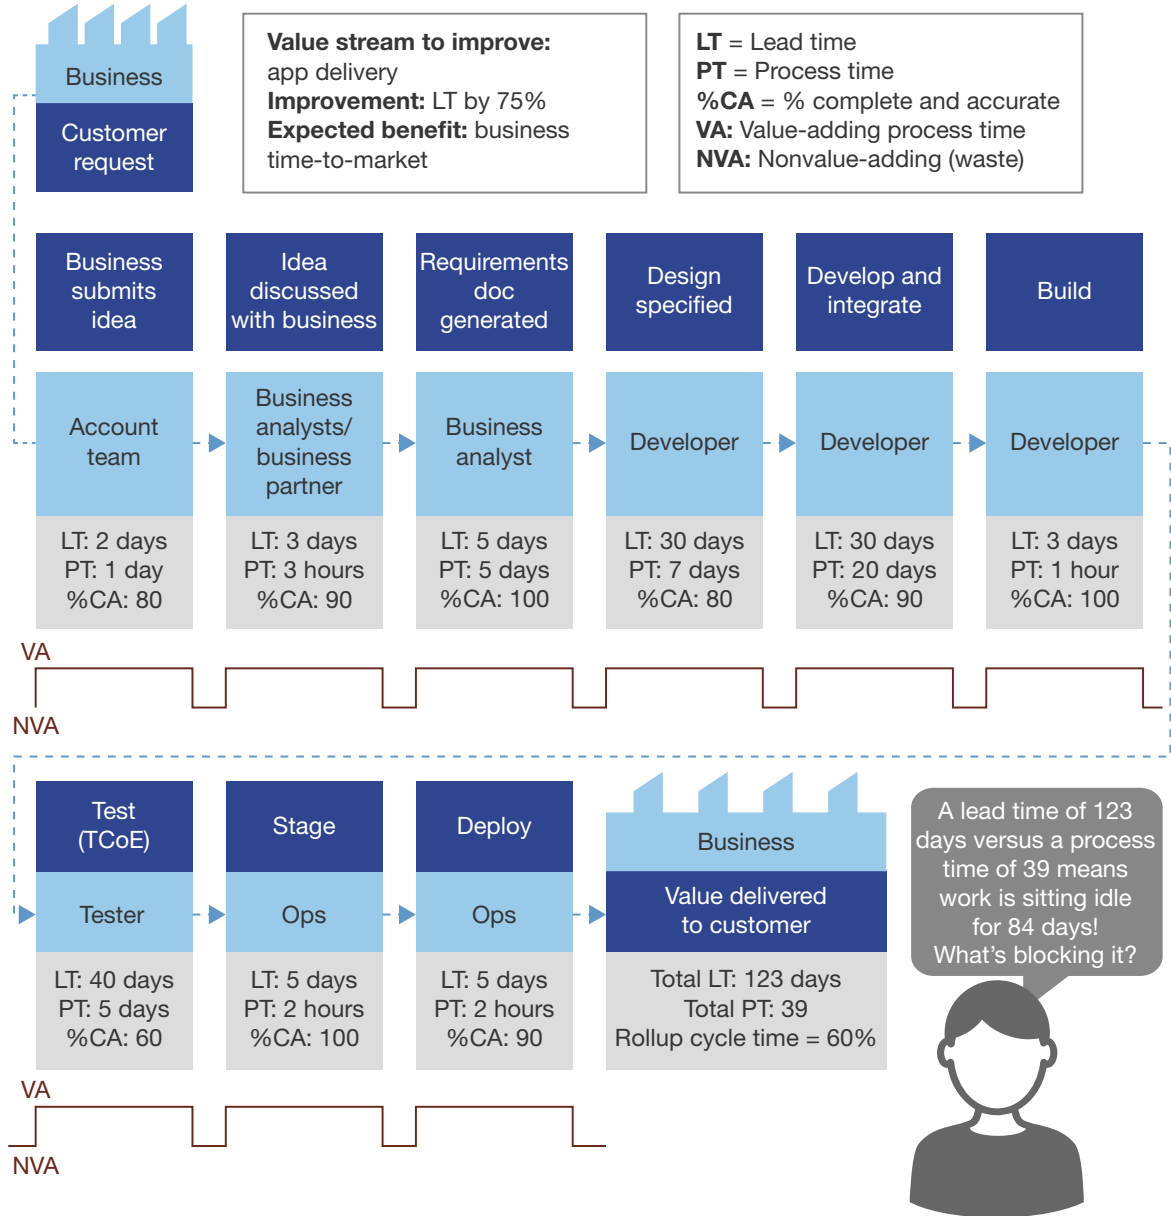 Business
Customer
request
Value stream to improve:
app delivery
Improvement: LT by 75%
Expected benefit: business
time-to-market
LT = Lead time
PT = Process time
%CA = % complete and accurate
VA: Value-adding process time
NVA: Nonvalue-adding (waste)
Business
submits
idea
Idea
discussed
with business
Requirements
doc
generated
Design
specified
Develop and
integrate
Build
Account
team
Business
analysts/
business
partner
Business
analyst
Developer
Developer
Developer
LT: 2 days
PT: 1 day
%CA: 80
LT: 3 days
PT: 3 hours
%CA: 90
LT: 5 days
PT: 5 days
%CA: 100
LT: 30 days
PT: 7 days
%CA: 80
LT: 30 days
PT: 20 days
%CA: 90
LT: 3 days
PT: 1 hour
%CA: 100
VA
NVA
Test
(TCoE)
Stage
Deploy
Business
Tester
Ops
Ops
Value delivered
to customer
LT: 40 days
PT: 5 days
%CA: 60
LT: 5 days
PT: 2 hours
%CA: 100
LT: 5 days
PT: 2 hours
%CA: 90
Total LT: 123 days
Total PT: 39
Rollup cycle time = 60%
A lead time of 123
days versus a process
time of 39 means
work is sitting idle
for 84 days!
What's blocking it?
VA
NVA